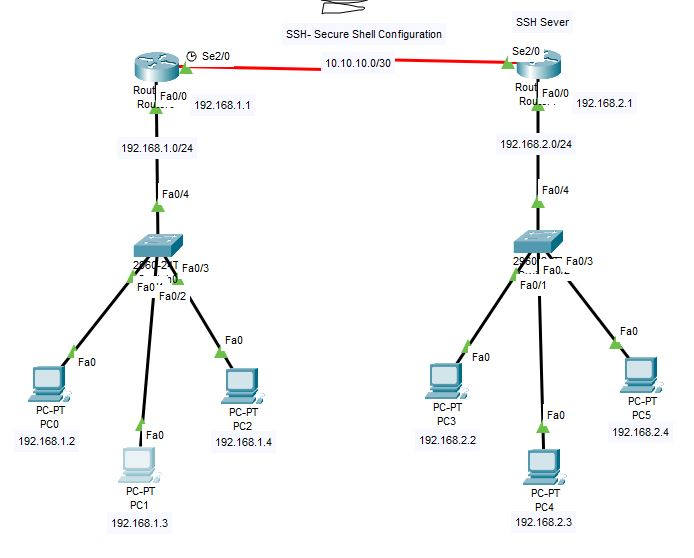 SSH Sever
SSH- Secure Shell Configuration
Se2/0
10.10.10.0/30
Se2/0
Rout
Fa0/0
192.168.1.1
Rout
Fa0/0
192.168.2.1
192.168.1.0/24
192.168.2.0/24
Fa0/4
Fa0/4
Fa0/3
Fa0/2
Fa0/3
Fa0/1
Fa0
Fa0
Fa0
Fa0
PC-PT
PC0
192.168.1.2
PC-PT
PC2
192.168.1.4
PC-PT
PC3
192.168.2.2
PC-PT
PC5
192.168.2.4
Fa0
Fa0
PC-PT
PC1
192.168.1.3
PC-PT
PC4
192.168.2.3